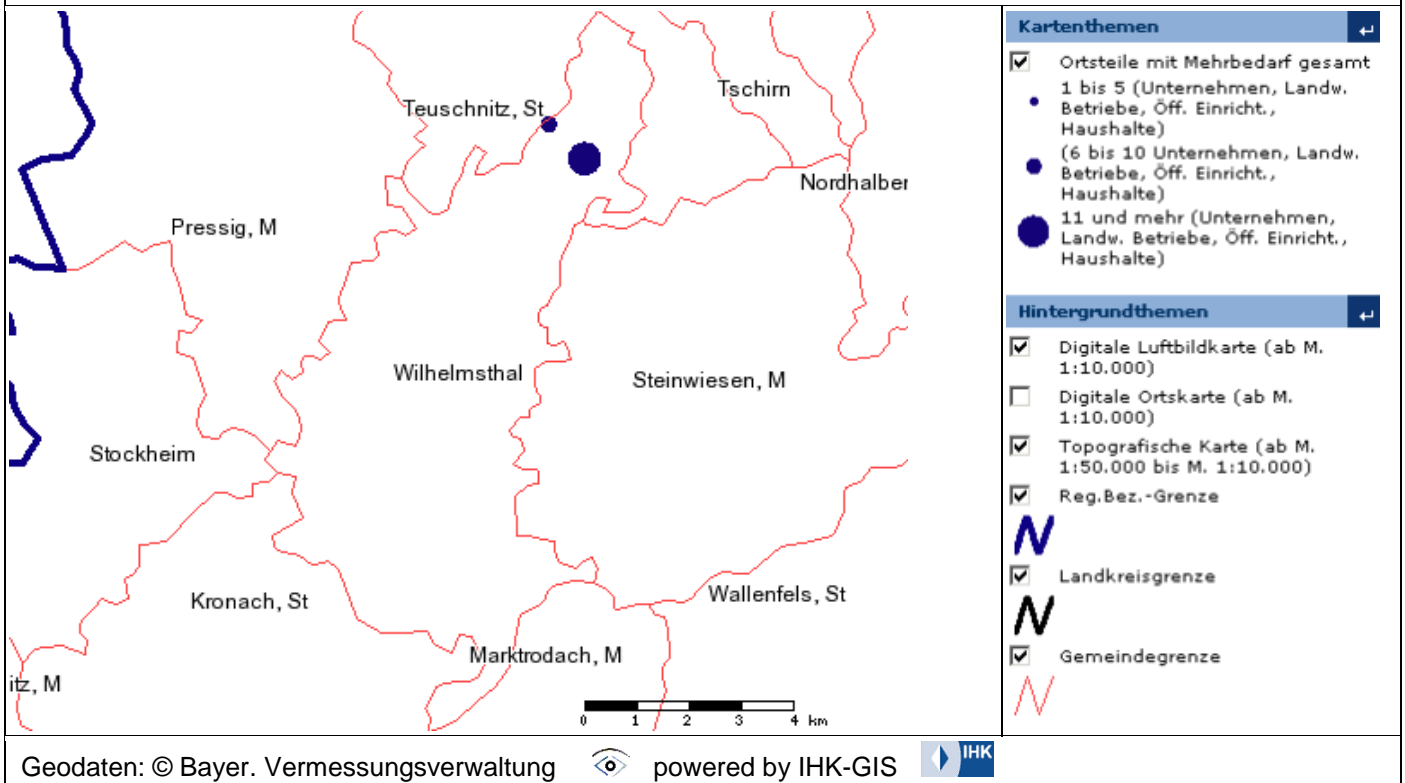 Tschirn
Teuschnitz, St
Nordhalber
Pressig, M
Wilhelmsthal
Steinwiesen, M
Stockheim
Kronach, St
Wallenfels, St
Marktrodach, M
itz, M
0 1 2 3 4 km
Kartenthemen
Ortsteile mit Mehrbedarf gesamt
1 bis 5 (Unternehmen, Landw.
Betriebe, Öff. Einricht.,
Haushalte)
(6 bis 10 Unternehmen, Landw.
Betriebe, Öff. Einricht.,
Haushalte)
11 und mehr (Unternehmen,
Landw. Betriebe, Öff. Einricht.,
Haushalte)
Hintergrundthemen
Digitale Luftbildkarte (ab M.
1:10.000)
Digitale Ortskarte (ab M.
1:10.000)
Topografische Karte (ab M.
1:50.000 bis M. 1:10.000)
Reg.Bez.-Grenze
Landkreisgrenze
Gemeindegrenze
Geodaten: © Bayer. Vermessungsverwaltung powered by IHK-GIS IHK